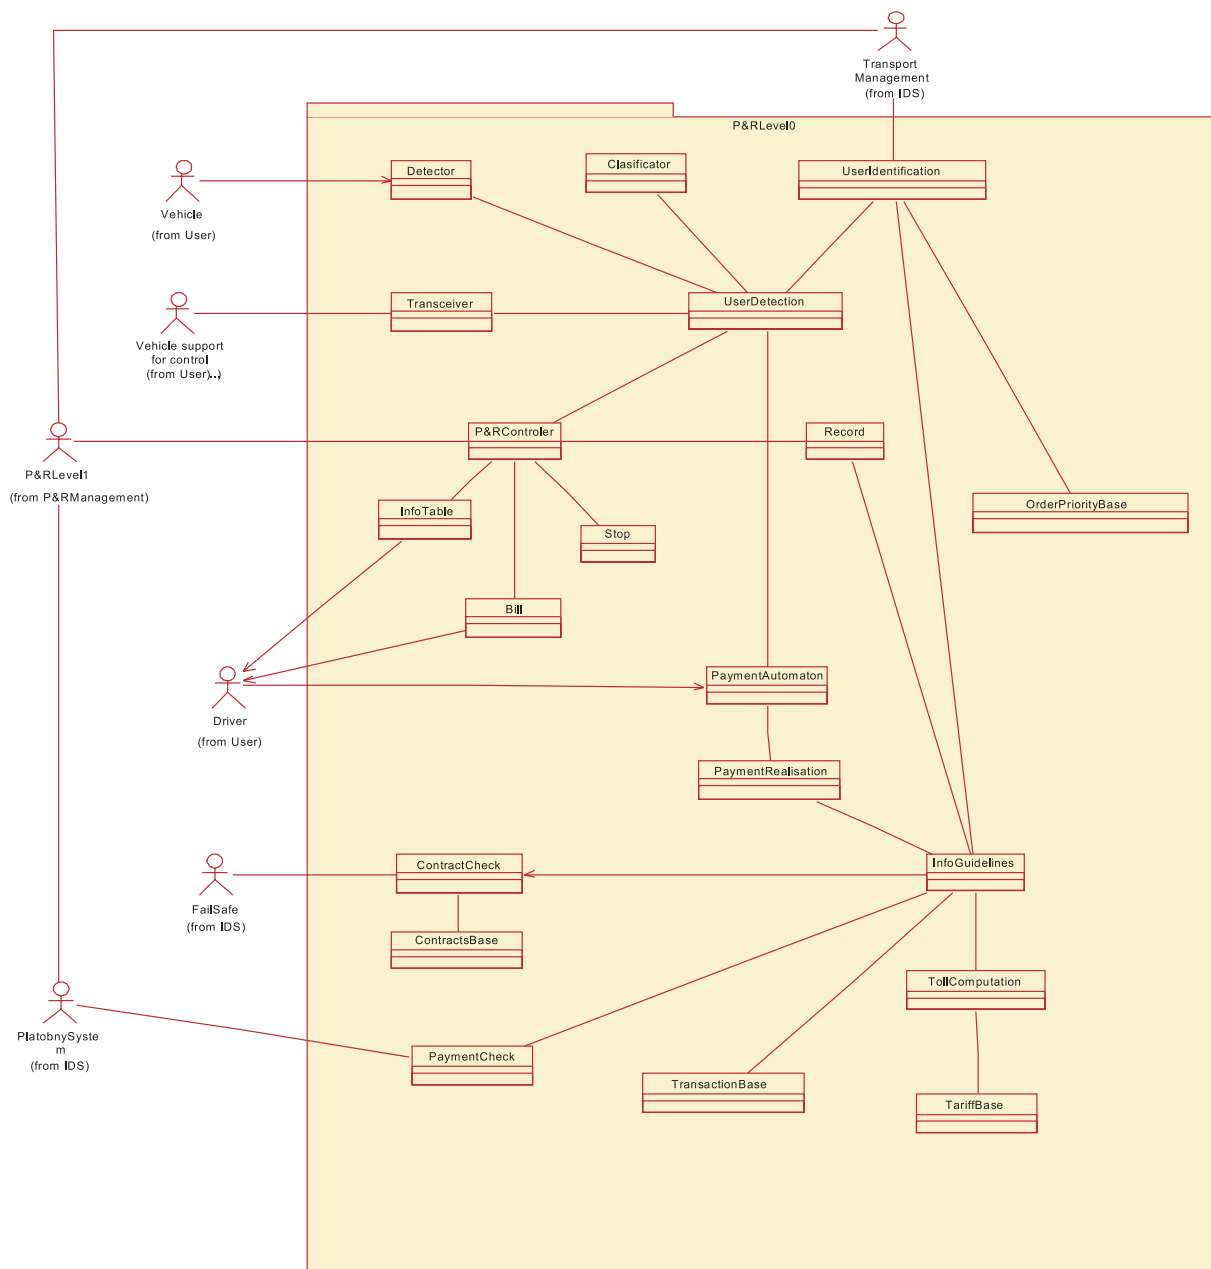 Transport
Management
(from IDS)
P&RLevel0
Detector
Clasificator
UserIdentification
Vehicle
(from User)
Transceiver
UserDetection
Vehicle support
for control
(from User)...)
P&RControler
Record
P&RLevel1
(from P&RManagement)
InfoTable
OrderPriorityBase
Stop
Bill
PaymentAutomaton
Driver
(from User)
PaymentRealisation
ContractCheck
InfoGuidelines
FailSafe
(from IDS)
ContractsBase
TollComputation
PlatobnySyste
m
(from IDS)
PaymentCheck
TransactionBase
TariffBase